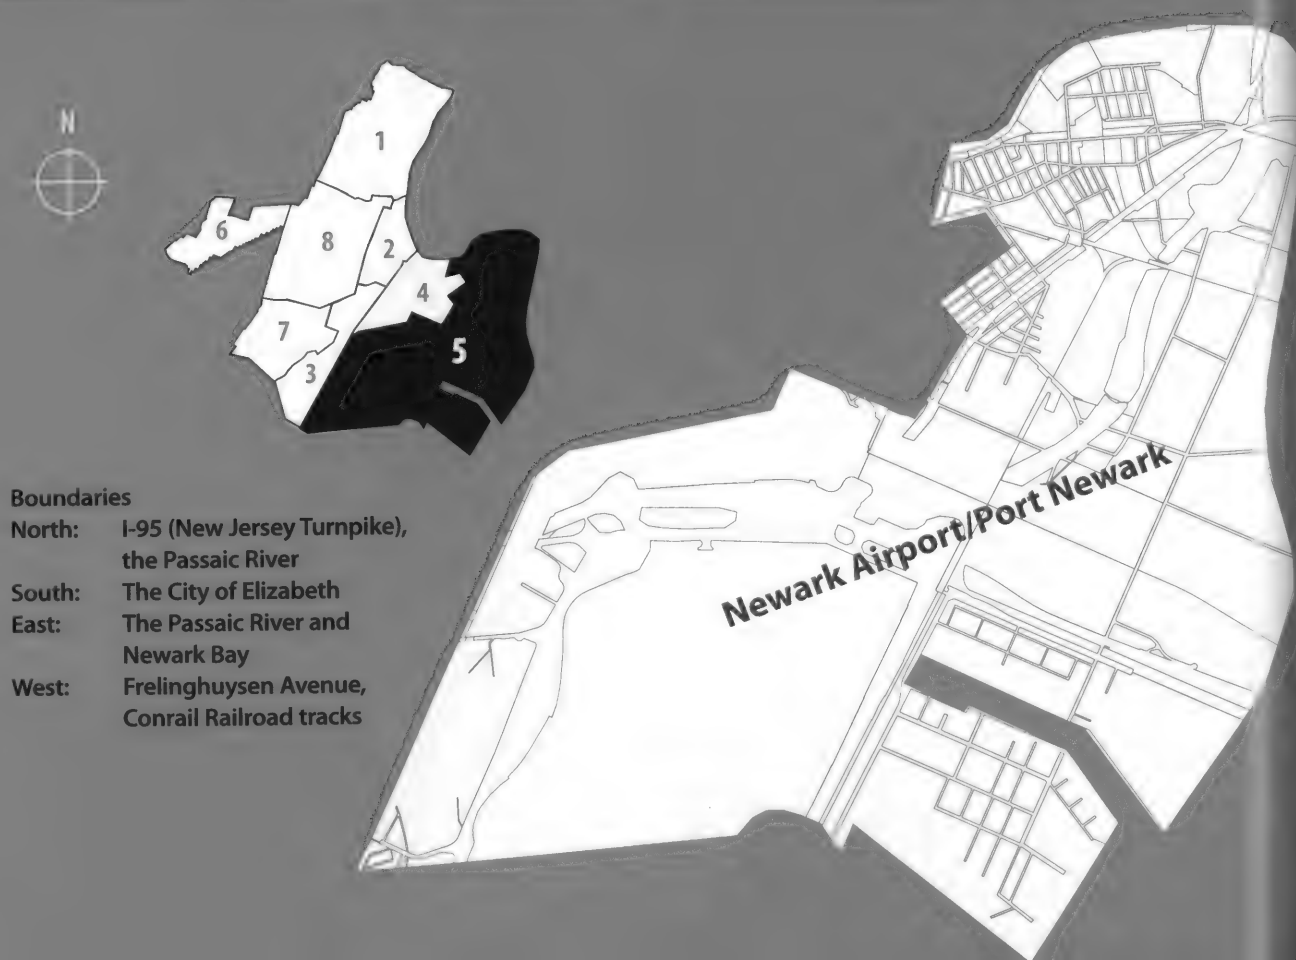 N
1
6
8
2
4
7
5
3
Boundaries
North: I-95 (New Jersey Turnpike),
the Passaic River
South: The City of Elizabeth
East: The Passaic River and
Newark Bay
West: Frelinghuysen Avenue,
Conrail Railroad tracks
Newark Airport/Port Newark